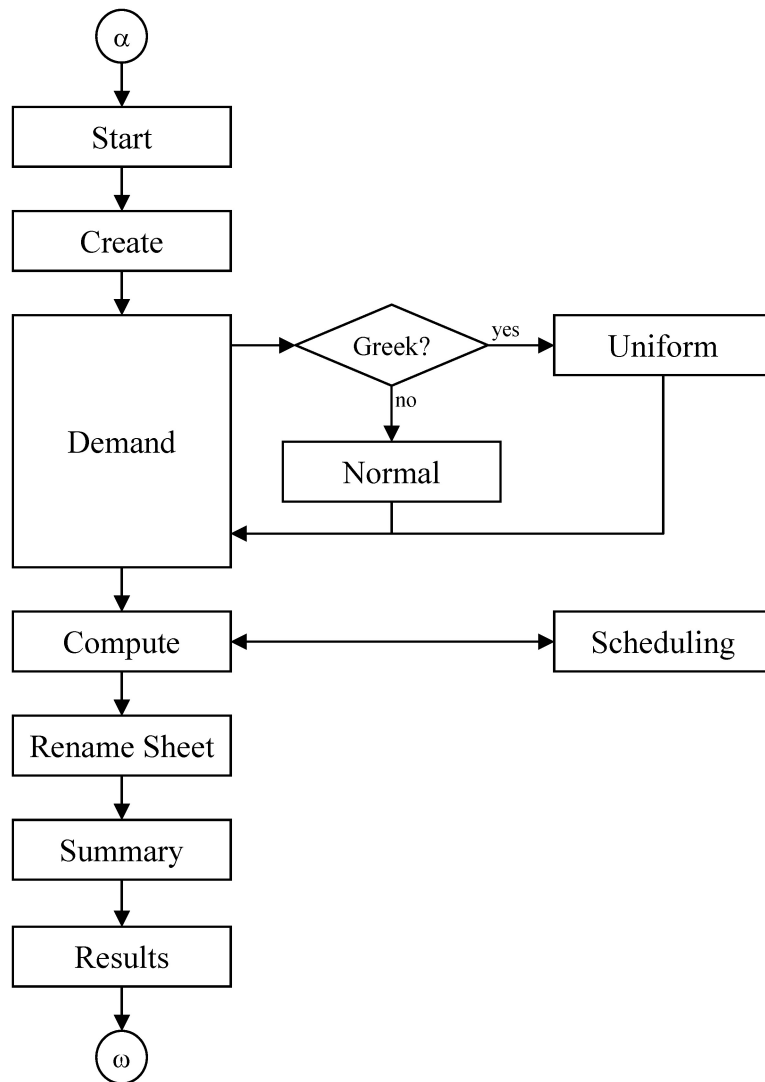 α
Start
Create
Demand
Greek?
yes
Uniform
no
Normal
Compute
Scheduling
Rename Sheet
Summary
Results
ω